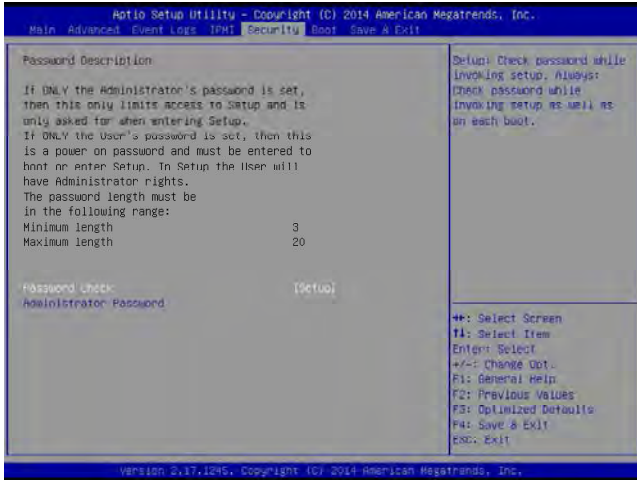 Aptio Setup Utility - Copyright (C) 2014 American Megatrends, Inc.
Main Advanced Event Logs IPMI Security Boot Save & Exit
Password Description
If ONLY the Administrator's password is set,
then this only limits access to Setup and is
only asked for when entering Setup.
If ONLY the User's password is set, then this
is a power on password and must be entered to
boot or enter Setup. In Setup the User will
have Administrator rights.
The password length must be
in the following range:
Minimum length 3
Maximum length 20
Password Check [Setup]
Administrator Password
Setup: Check password while
invoking setup. Always:
Check password while
invoking setup as well as
on each boot.
→←: Select Screen
↑↓: Select Item
Enter: Select
+/-: Change Opt.
F1: General Help
F2: Previous Values
F3: Optimized Defaults
F4: Save & Exit
ESC: Exit
Version 2.17.1245. Copyright (C) 2014 American Megatrends, Inc.